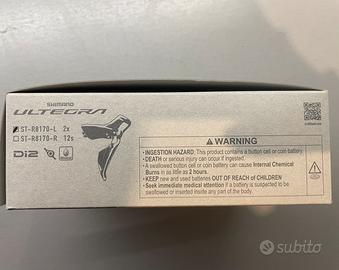 SHIMANO
ULTEGRA
ST-R8170-L 2x
ST-R8170-R 12s
Di2
WARNING
• INGESTION HAZARD: This product contains a button cell or coin battery.
• DEATH or serious injury can occur if ingested.
• A swallowed button cell or coin battery can cause Internal Chemical
Burns in as little as 2 hours.
• KEEP new and used batteries OUT OF REACH of CHILDREN
• Seek immediate medical attention if a battery is suspected to be
swallowed or inserted inside any part of the body.
subito